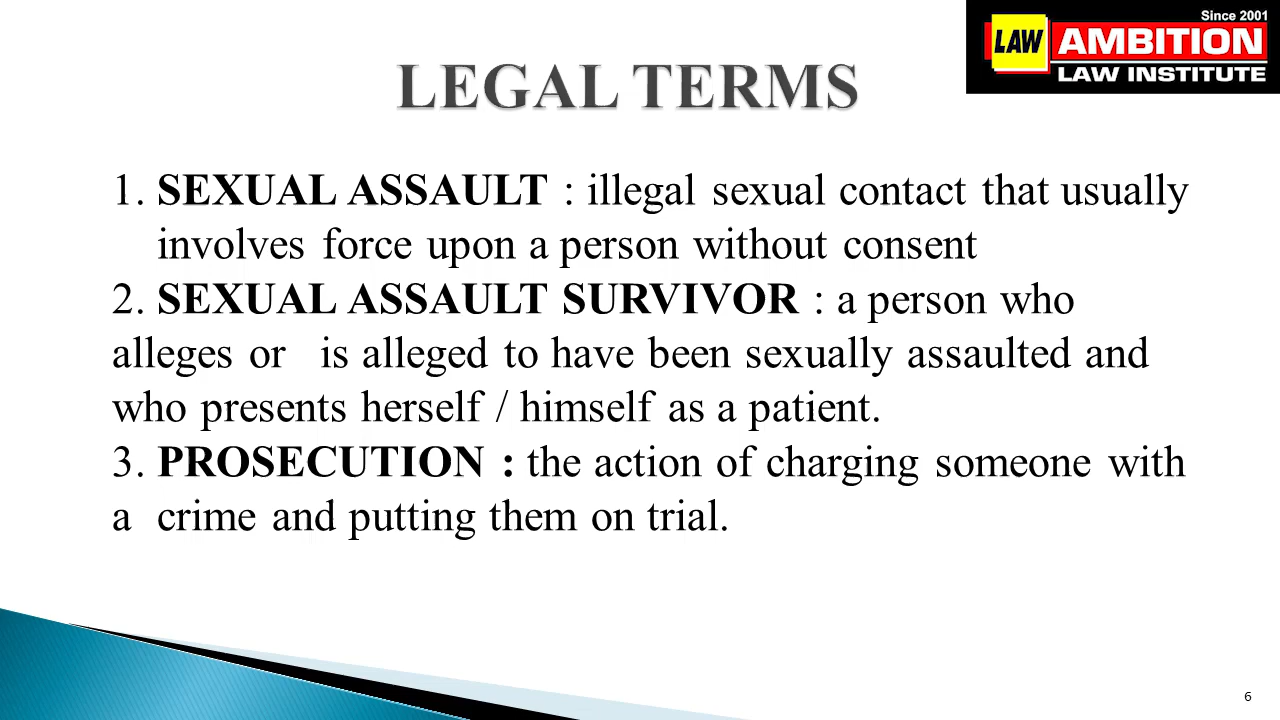 Since 2001
LAW AMBITION
LAW INSTITUTE
LEGAL TERMS
1. SEXUAL ASSAULT : illegal sexual contact that usually
involves force upon a person without consent
2. SEXUAL ASSAULT SURVIVOR : a person who
alleges or is alleged to have been sexually assaulted and
who presents herself / himself as a patient.
3. PROSECUTION : the action of charging someone with
a crime and putting them on trial.
6